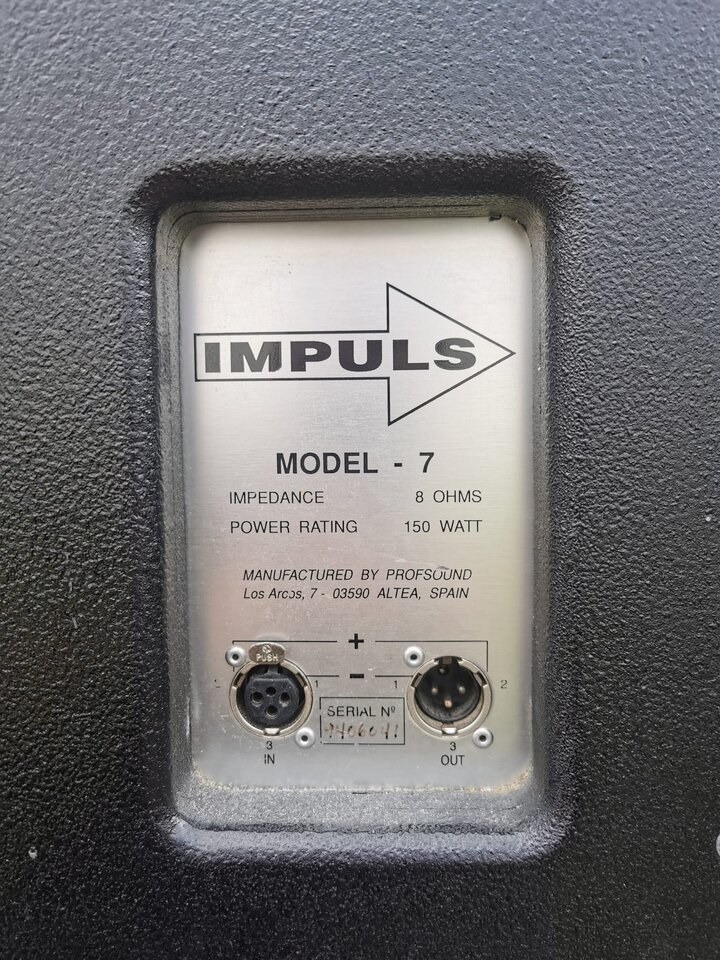 IMPULS
MODEL - 7
IMPEDANCE 8 OHMS
POWER RATING 150 WATT
MANUFACTURED BY PROFSOUND
Los Arcos, 7 - 03590 ALTEA, SPAIN
+
PUSH
-
1 1 2
SERIAL Nº
9406041
3 3
IN OUT